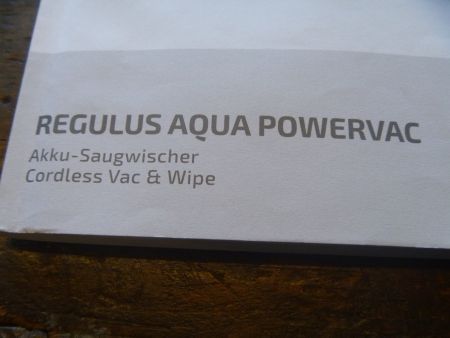 REGULUS AQUA POWERVAC
Akku-Saugwischer
Cordless Vac & Wipe